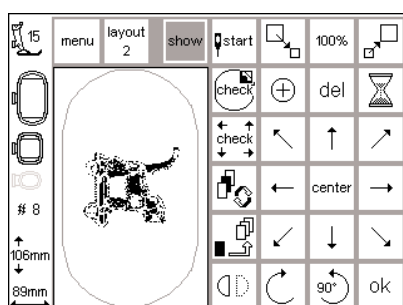 15
menu
layout
2
show
start
100%
check
del
check
center
# 8
106mm
89mm
90°
ok